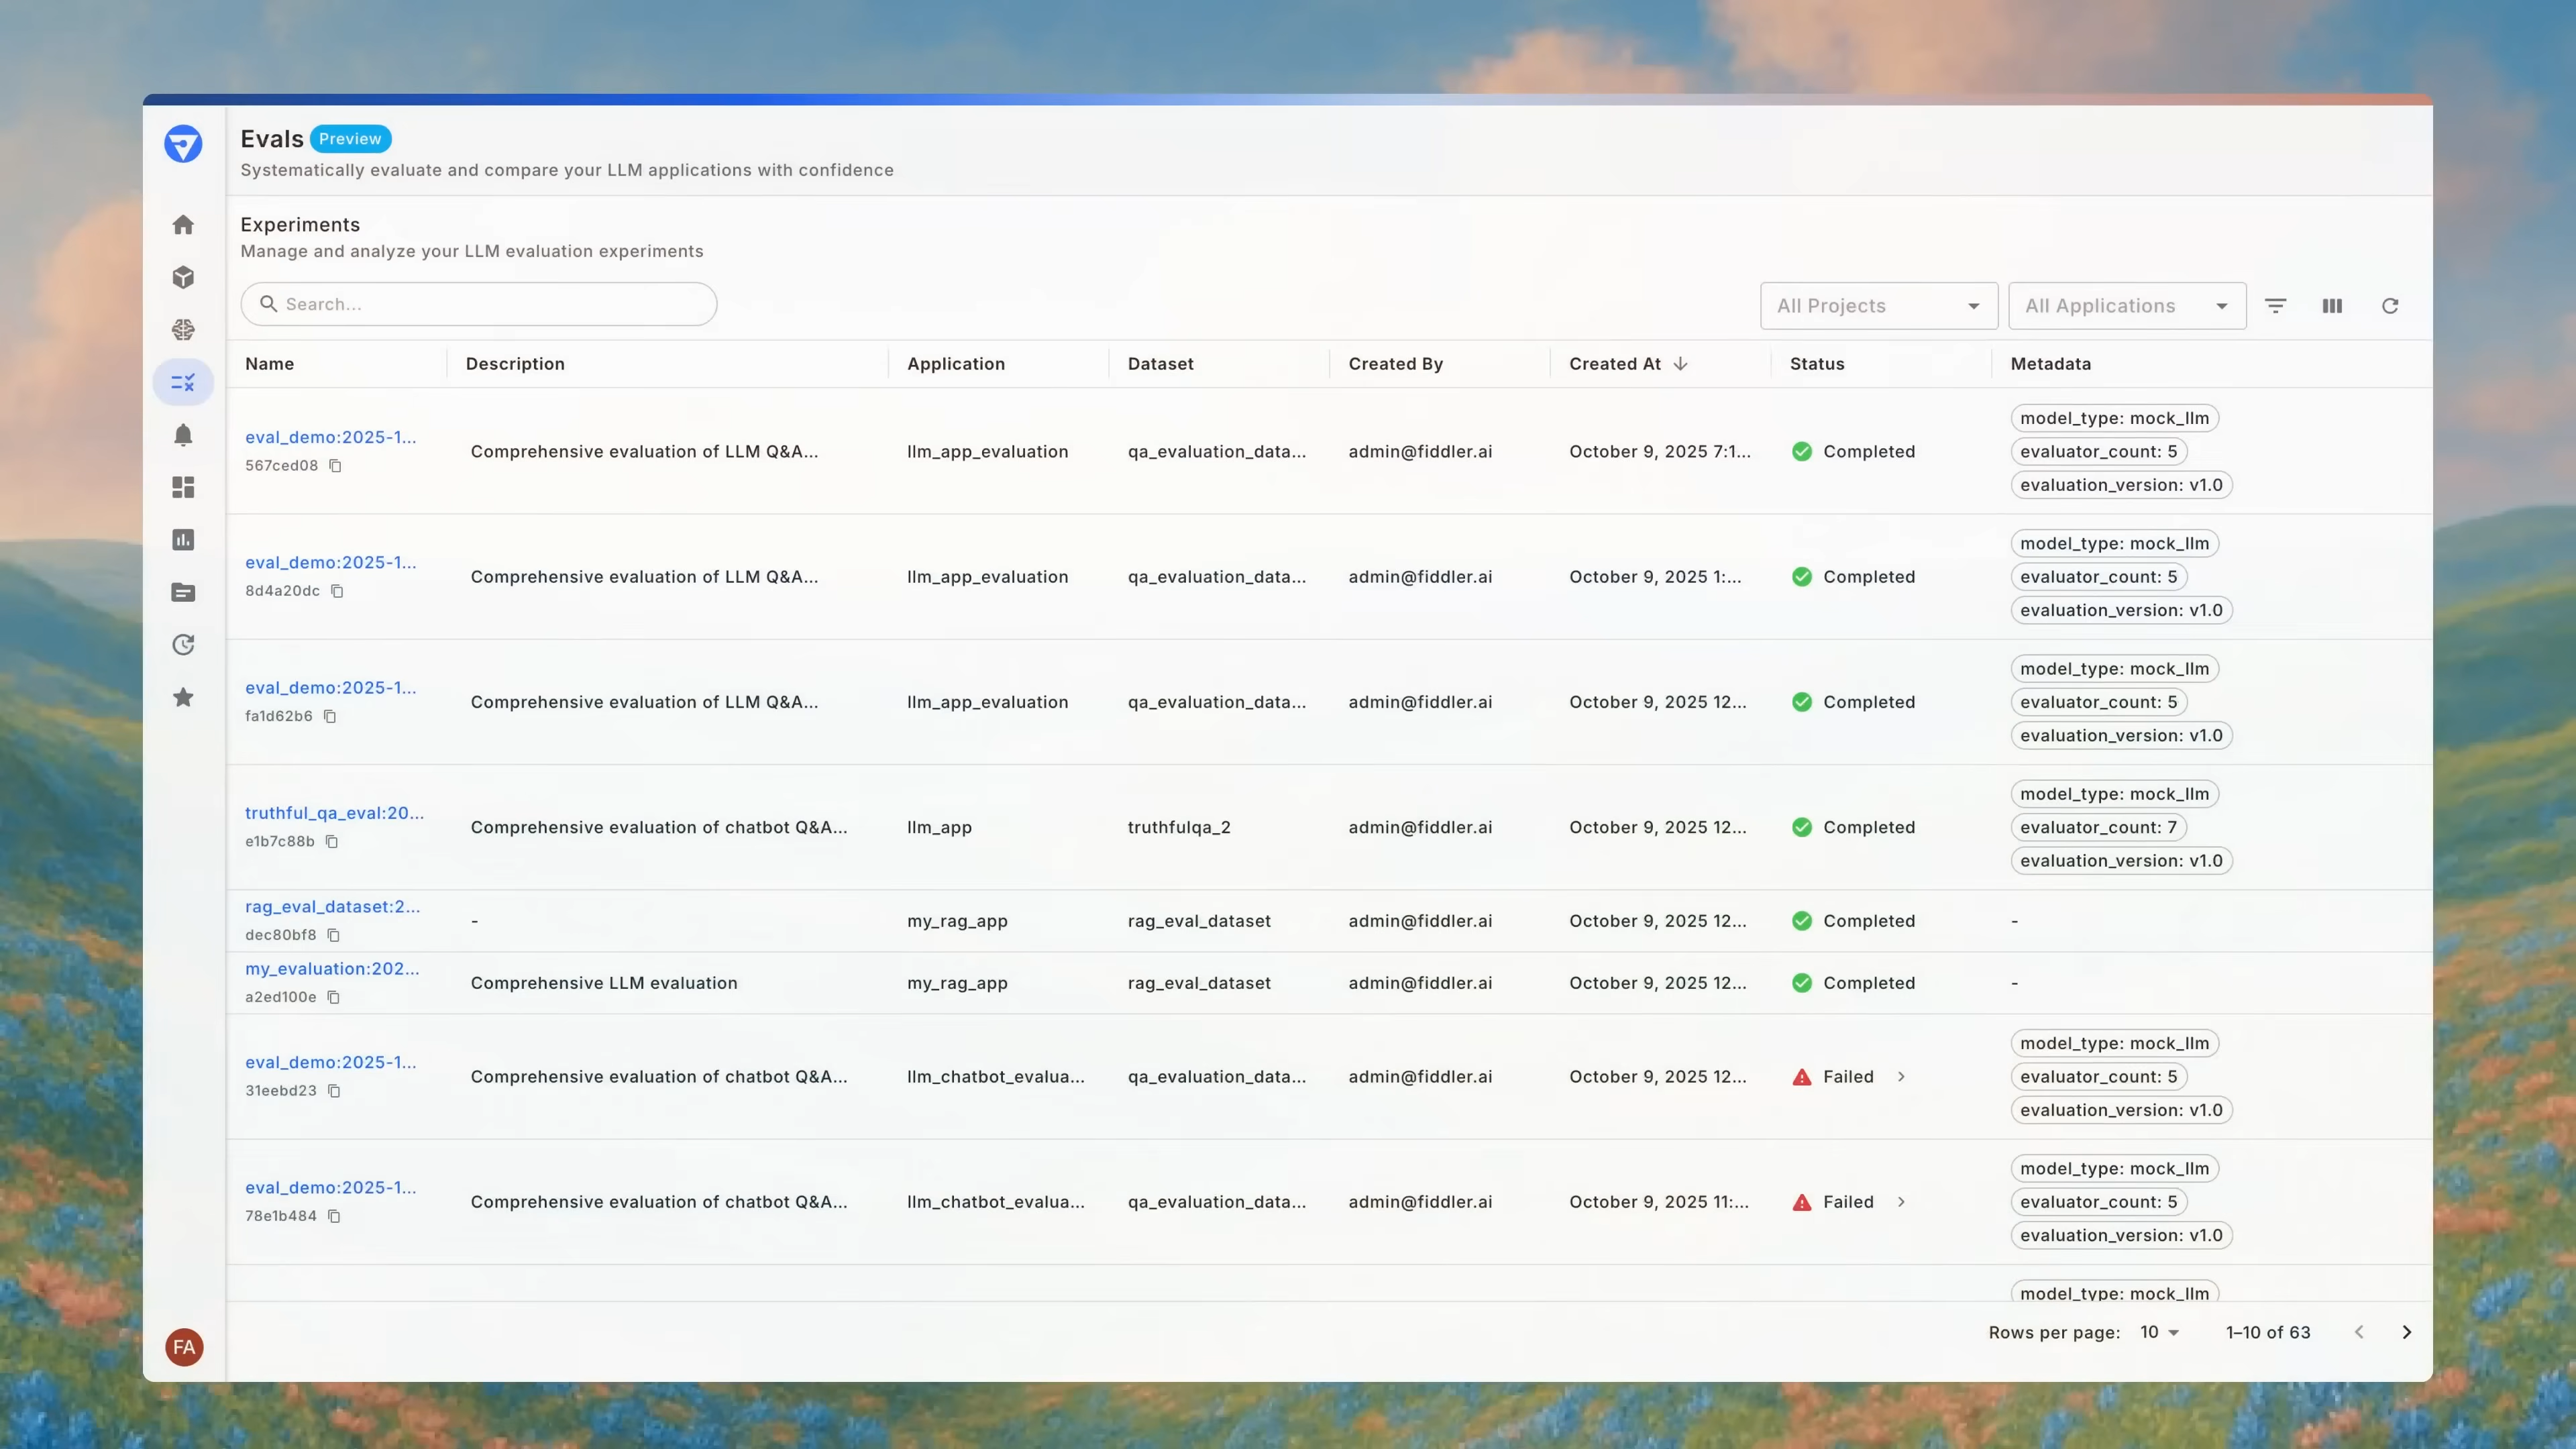 Evals Preview
Systematically evaluate and compare your LLM applications with confidence
Experiments
Manage and analyze your LLM evaluation experiments
Search...
All Projects
All Applications
Name Description Application Dataset Created By Created At Status Metadata
eval_demo:2025-1...
567ced08
Comprehensive evaluation of LLM Q&A...
llm_app_evaluation
qa_evaluation_data...
admin@fiddler.ai
October 9, 2025 7:1...
Completed
model_type: mock_llm
evaluator_count: 5
evaluation_version: v1.0
eval_demo:2025-1...
8d4a20dc
Comprehensive evaluation of LLM Q&A...
llm_app_evaluation
qa_evaluation_data...
admin@fiddler.ai
October 9, 2025 1:...
Completed
model_type: mock_llm
evaluator_count: 5
evaluation_version: v1.0
eval_demo:2025-1...
fa1d62b6
Comprehensive evaluation of LLM Q&A...
llm_app_evaluation
qa_evaluation_data...
admin@fiddler.ai
October 9, 2025 12...
Completed
model_type: mock_llm
evaluator_count: 5
evaluation_version: v1.0
truthful_qa_eval:20...
e1b7c88b
Comprehensive evaluation of chatbot Q&A...
llm_app
truthfulqa_2
admin@fiddler.ai
October 9, 2025 12...
Completed
model_type: mock_llm
evaluator_count: 7
evaluation_version: v1.0
rag_eval_dataset:2...
dec80bf8
-
my_rag_app
rag_eval_dataset
admin@fiddler.ai
October 9, 2025 12...
Completed
-
my_evaluation:202...
a2ed100e
Comprehensive LLM evaluation
my_rag_app
rag_eval_dataset
admin@fiddler.ai
October 9, 2025 12...
Completed
-
eval_demo:2025-1...
31eebd23
Comprehensive evaluation of chatbot Q&A...
llm_chatbot_evalua...
qa_evaluation_data...
admin@fiddler.ai
October 9, 2025 12...
Failed
model_type: mock_llm
evaluator_count: 5
evaluation_version: v1.0
eval_demo:2025-1...
78e1b484
Comprehensive evaluation of chatbot Q&A...
llm_chatbot_evalua...
qa_evaluation_data...
admin@fiddler.ai
October 9, 2025 11:...
Failed
model_type: mock_llm
evaluator_count: 5
evaluation_version: v1.0
model_type: mock_llm
FA
Rows per page: 10 1–10 of 63